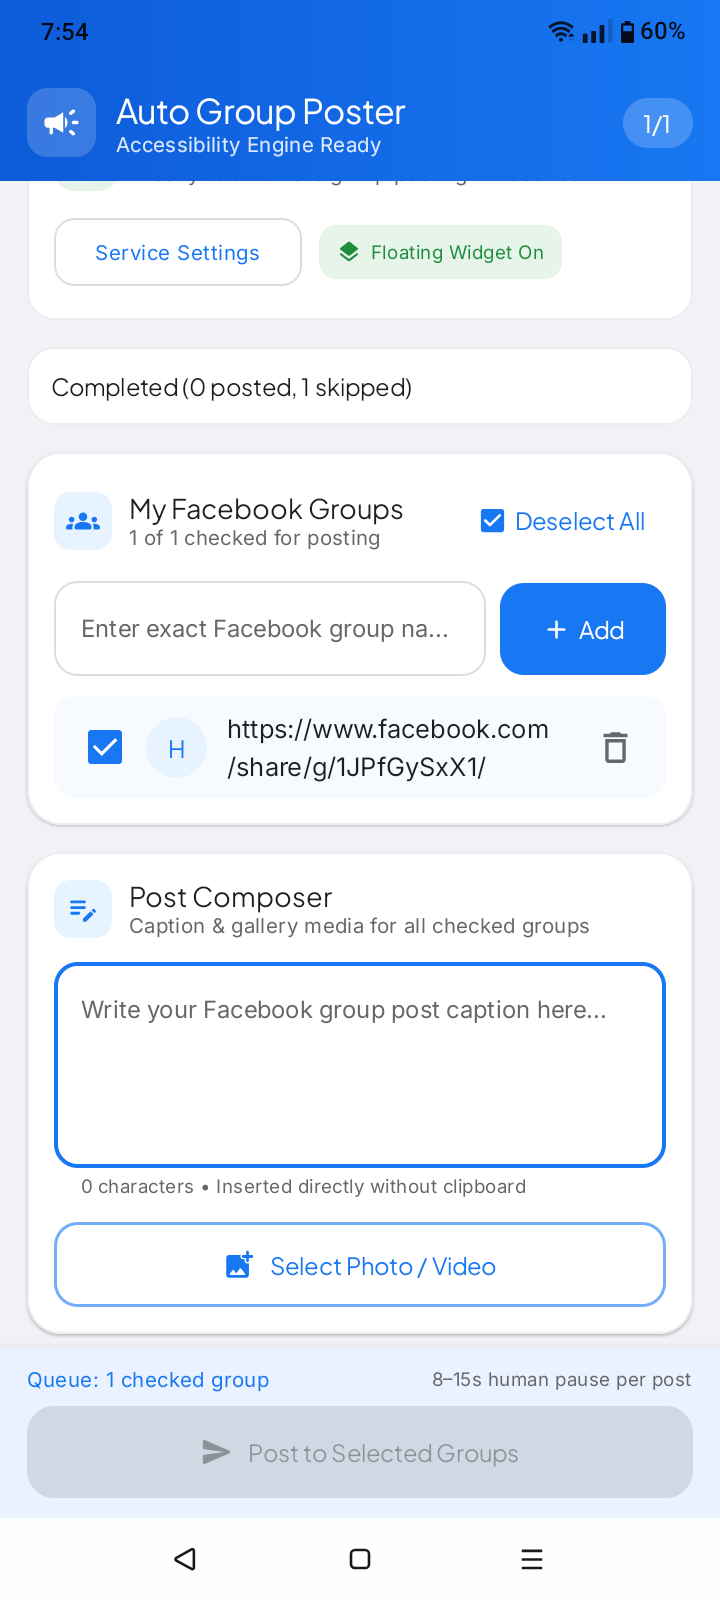 7:54
60%
Auto Group Poster
Accessibility Engine Ready
1/1
Service Settings
Floating Widget On
Completed (0 posted, 1 skipped)
My Facebook Groups
1 of 1 checked for posting
Deselect All
Enter exact Facebook group na...
+ Add
H
https://www.facebook.com
/share/g/1JPfGySxX1/
Post Composer
Caption & gallery media for all checked groups
Write your Facebook group post caption here...
0 characters • Inserted directly without clipboard
Select Photo / Video
Queue: 1 checked group
8–15s human pause per post
Post to Selected Groups